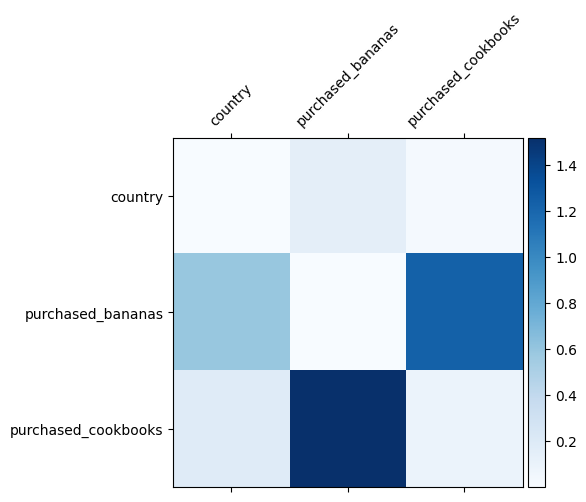 country
purchased_bananas
purchased_cookbooks
country
purchased_bananas
purchased_cookbooks
1.4
1.2
1.0
0.8
0.6
0.4
0.2